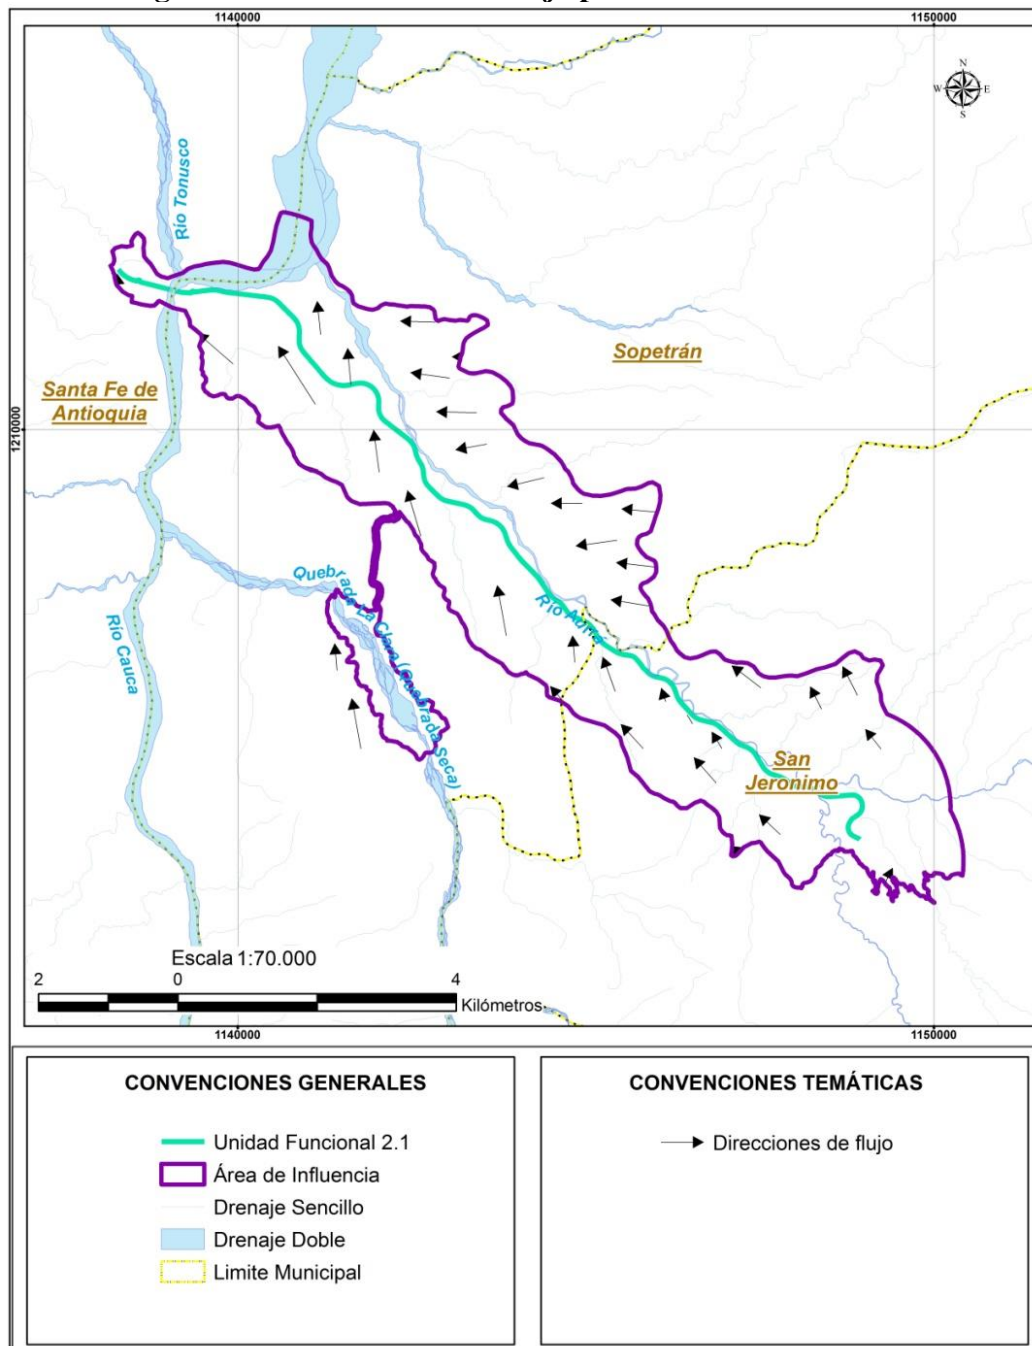 1140000
1150000
N
W E
S
Río Tonusco
Sopetrán
Santa Fe de
Antioquia
1210000
Quebrada La Clara (Quebrada Seca)
Río Aurrá
Río Cauca
San
Jeronimo
Escala 1:70.000
2 0 4
Kilómetros
1140000
1150000
CONVENCIONES GENERALES
Unidad Funcional 2.1
Área de Influencia
Drenaje Sencillo
Drenaje Doble
Limite Municipal
CONVENCIONES TEMÁTICAS
Direcciones de flujo